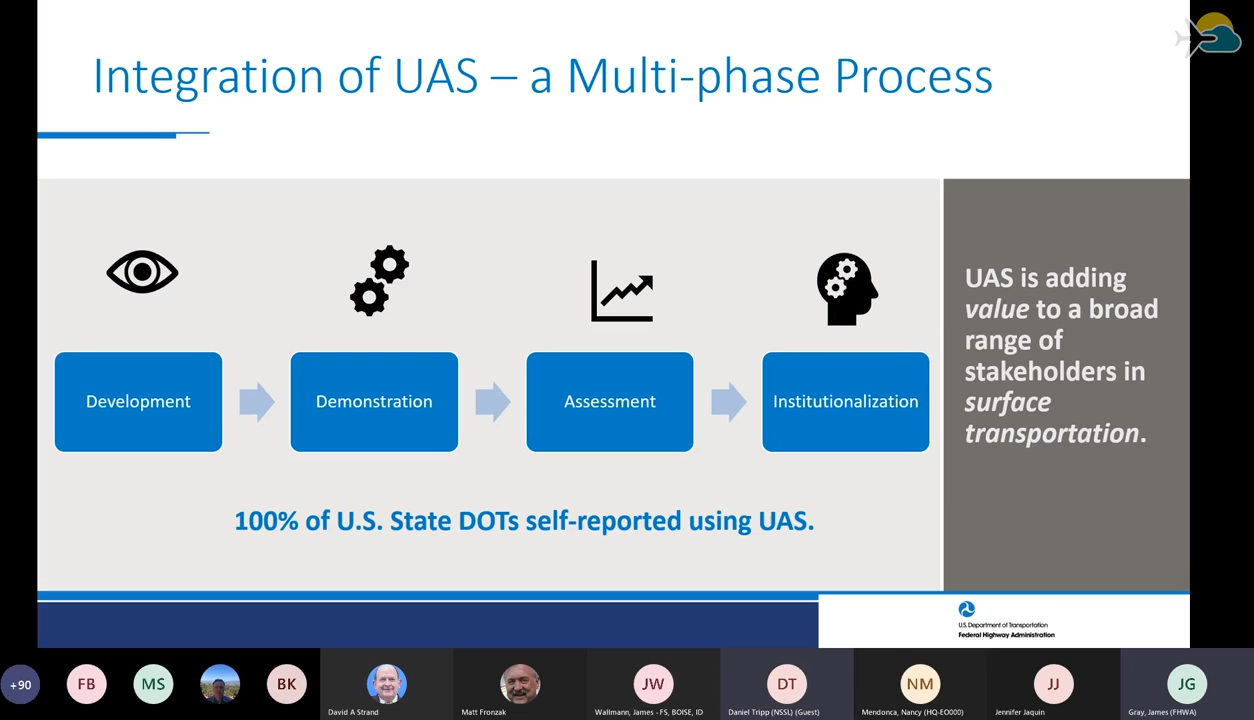 Integration of UAS – a Multi-phase Process
Development
Demonstration
Assessment
Institutionalization
100% of U.S. State DOTs self-reported using UAS.
UAS is adding
value to a broad
range of
stakeholders in
surface
transportation.
U.S. Department of Transportation
Federal Highway Administration
+90
FB
MS
BK
David A Strand
Matt Fronzak
JW
Wallmann, James - FS, BOISE, ID
DT
Daniel Tripp (NSSL) (Guest)
NM
Mendonca, Nancy (HQ-EO000)
JJ
Jennifer Jaquin
JG
Gray, James (FHWA)